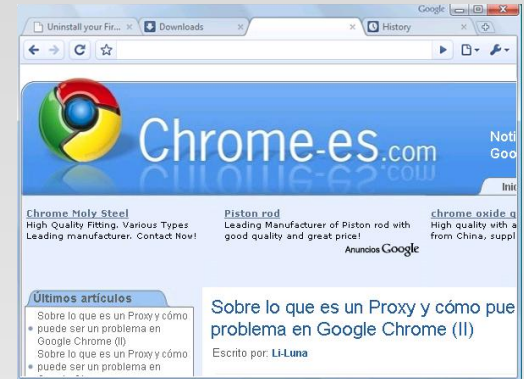 Google
Uninstall your Fir...
Downloads
History
Chrome-es.com
Noti
Goo
Inic
Chrome Moly Steel
High Quality Fitting. Various Types
Leading manufacturer. Contact Now!
Piston rod
Leading Manufacturer of Piston rod with
good quality and great price!
chrome oxide g
High quality with a
from China, suppl
Anuncios Google
Últimos artículos
Sobre lo que es un Proxy y cómo
puede ser un problema en
Google Chrome (II)
Sobre lo que es un Proxy y cómo
puede ser un problema en
Sobre lo que es un Proxy y cómo pue
problema en Google Chrome (II)
Escrito por: Li-Luna